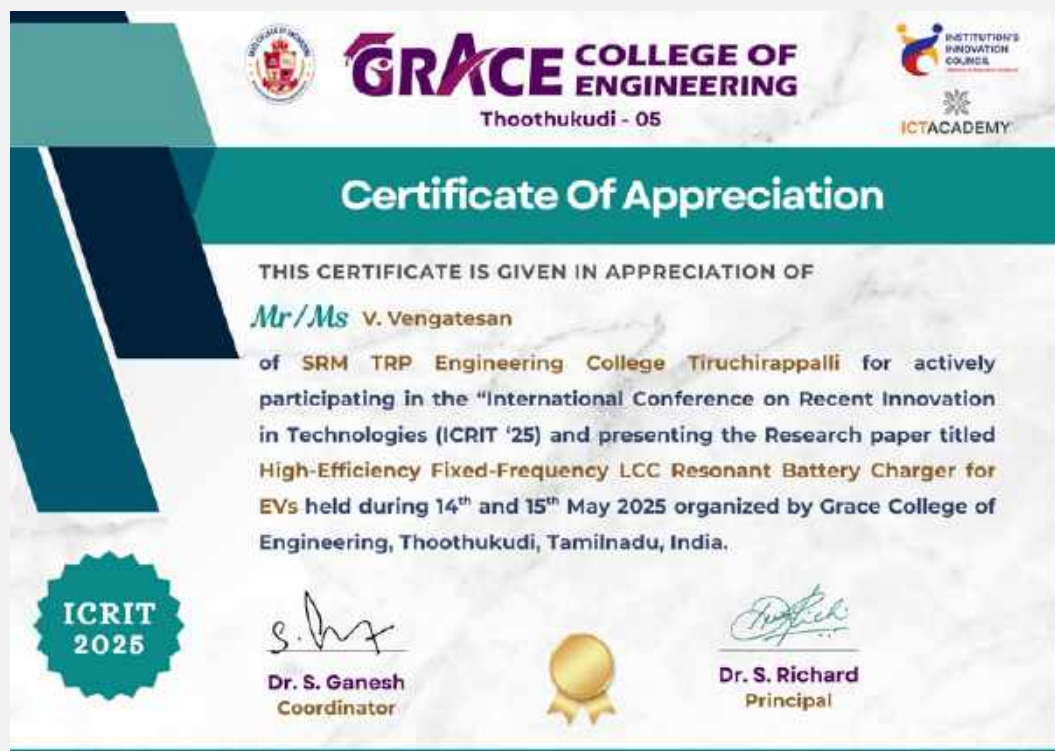 GRACE COLLEGE OF
ENGINEERING
Thoothukudi - 05
INSTITUTION'S
INNOVATION
COUNCIL
ICTACADEMY
Certificate Of Appreciation
THIS CERTIFICATE IS GIVEN IN APPRECIATION OF
Mr/Ms V. Vengatesan
of SRM TRP Engineering College Tiruchirappalli for actively
participating in the “International Conference on Recent Innovation
in Technologies (ICRIT ‘25) and presenting the Research paper titled
High-Efficiency Fixed-Frequency LCC Resonant Battery Charger for
EVs held during 14th and 15th May 2025 organized by Grace College of
Engineering, Thoothukudi, Tamilnadu, India.
ICRIT
2025
Dr. S. Ganesh
Coordinator
Dr. S. Richard
Principal